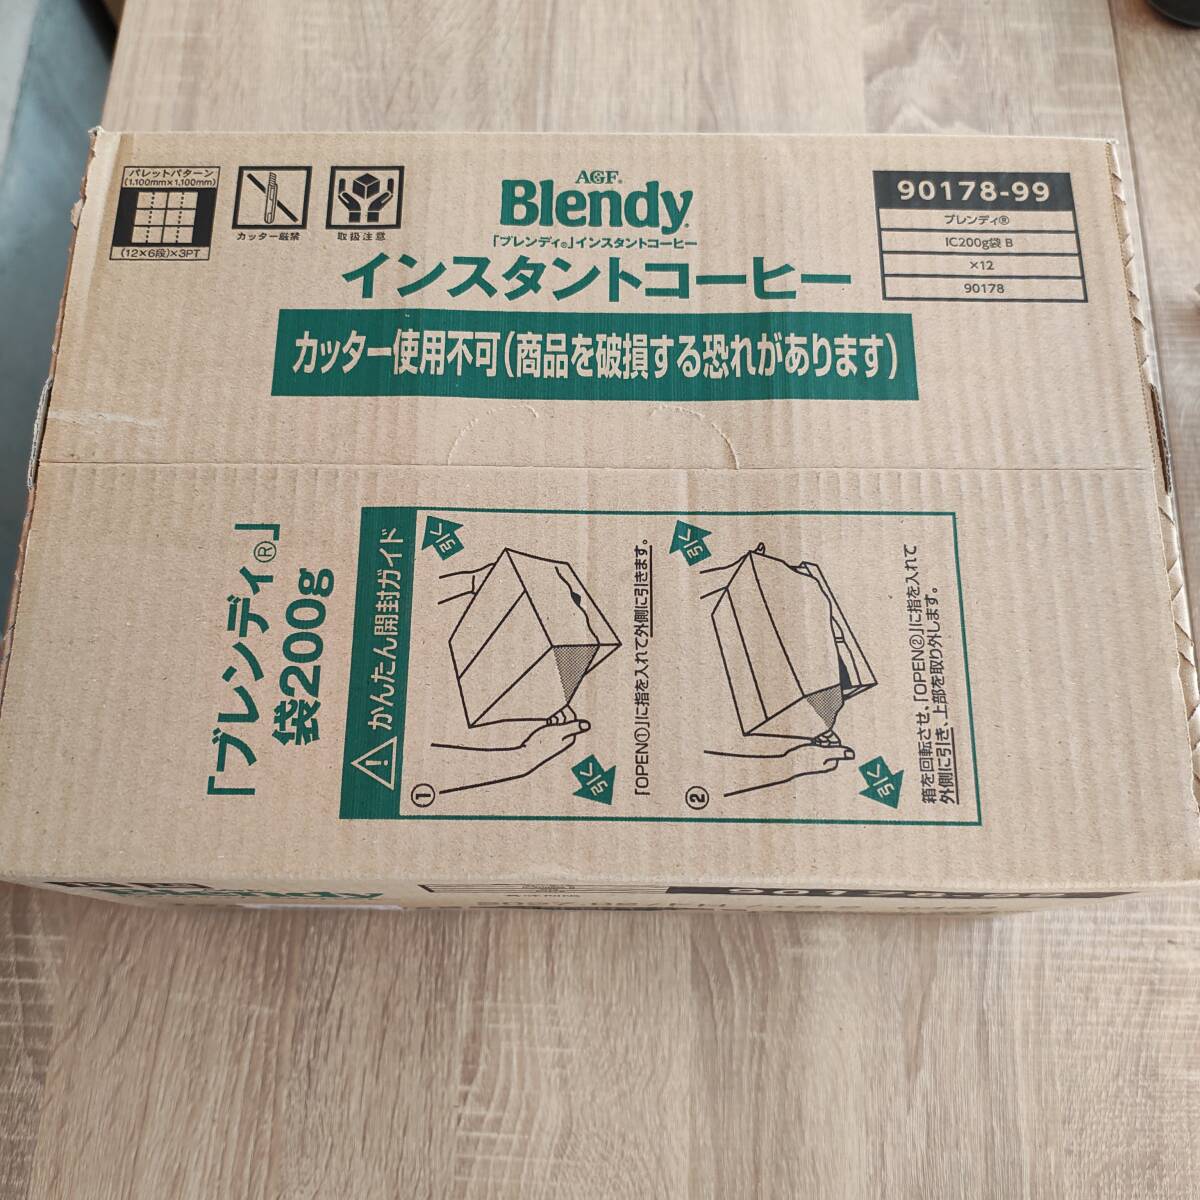 パレットパターン
(1,100mm×1,100mm)
(12×6段)×3PT
カッター厳禁
取扱注意
AGF®
Blendy®
「ブレンディ®」インスタントコーヒー
インスタントコーヒー
90178-99
ブレンディ®
IC200g袋 B
×12
90178
カッター使用不可(商品を破損する恐れがあります)
「ブレンディ®」
袋200g
かんたん開封ガイド
①
引く
引く
「OPEN①」に指を入れて外側に引きます。
②
引く
引く
箱を回転させ、「OPEN②」に指を入れて
外側に引き、上部を取り外します。